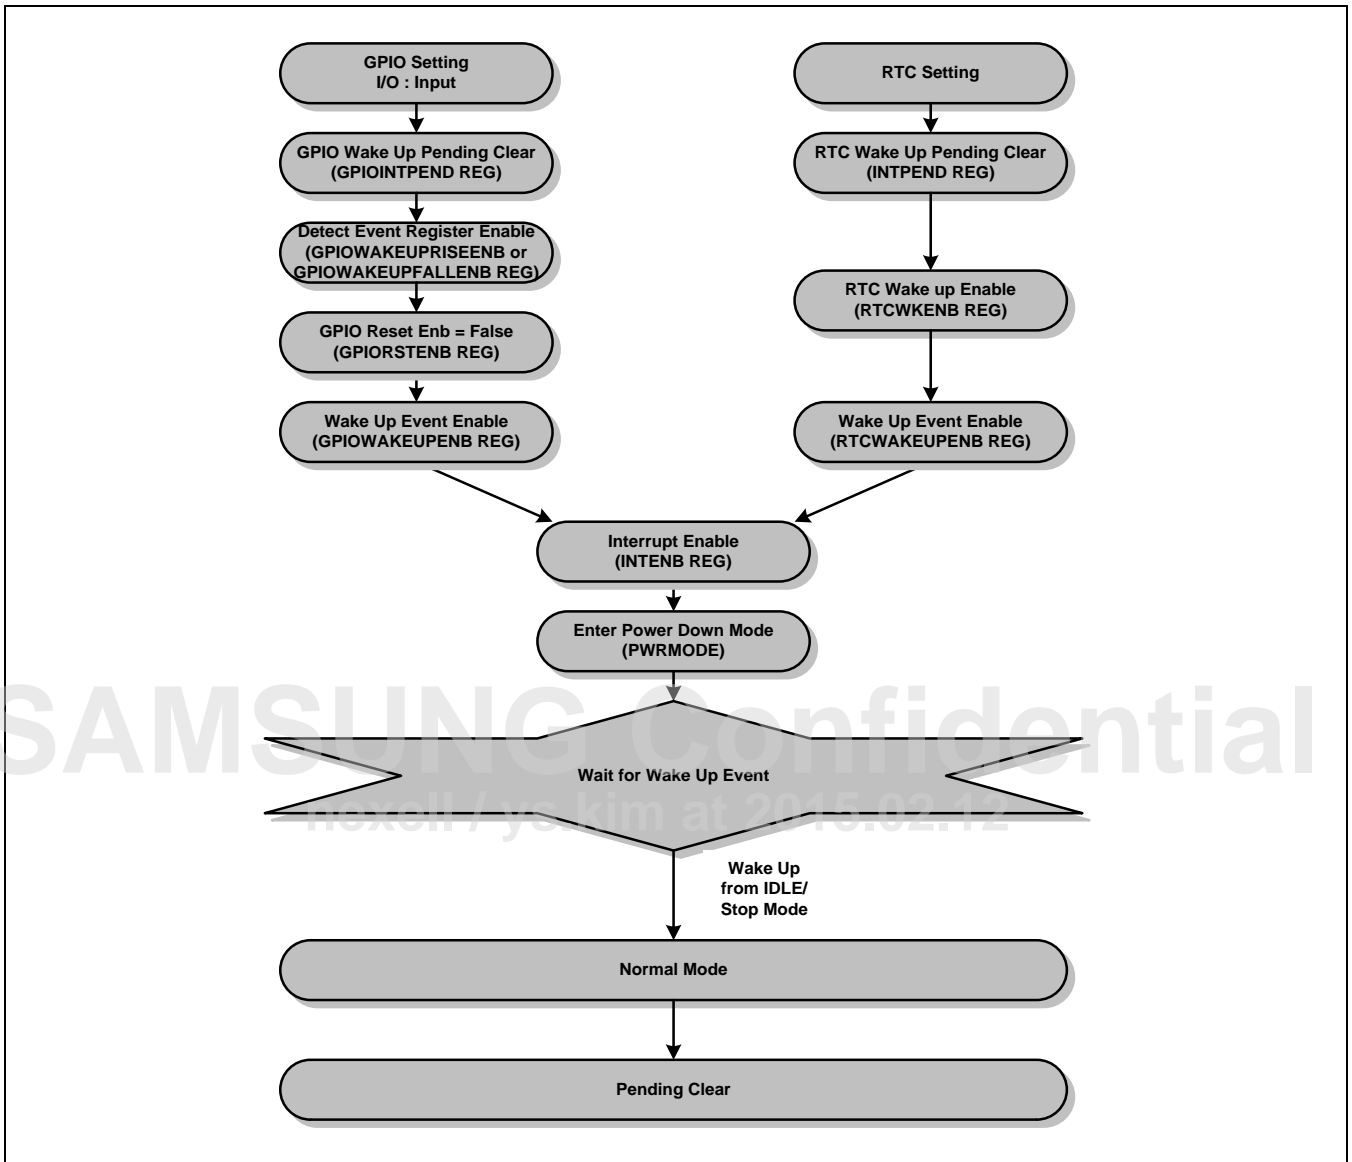 GPIO Setting
I/O : Input
GPIO Wake Up Pending Clear
(GPIOINTPEND REG)
Detect Event Register Enable
(GPIOWAKEUPRISEENB or
GPIOWAKEUPFALLENB REG)
GPIO Reset Enb = False
(GPIORSTENB REG)
Wake Up Event Enable
(GPIOWAKEUPENB REG)
RTC Setting
RTC Wake Up Pending Clear
(INTPEND REG)
RTC Wake up Enable
(RTCWKENB REG)
Wake Up Event Enable
(RTCWAKEUPENB REG)
Interrupt Enable
(INTENB REG)
Enter Power Down Mode
(PWRMODE)
SAMSUNG Confidential
Wait for Wake Up Event
nexell / ys.kim at 2015.02.12
Wake Up
from IDLE/
Stop Mode
Normal Mode
Pending Clear